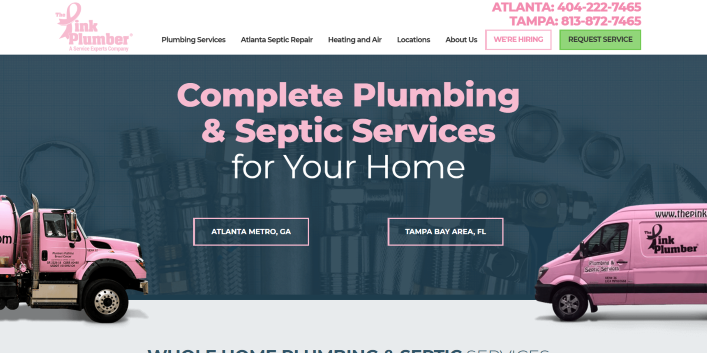 ATLANTA: 404-222-7465
TAMPA: 813-872-7465
The Pink
Plumber®
A Service Experts Company
Plumbing Services Atlanta Septic Repair Heating and Air Locations About Us WE'RE HIRING REQUEST SERVICE
Complete Plumbing
& Septic Services
for Your Home
ATLANTA METRO, GA TAMPA BAY AREA, FL
om
www.thepink
The Pink
Plumber
Plumbing &
Septic Services
WHOLE HOME PLUMBING & SEPTIC SERVICES